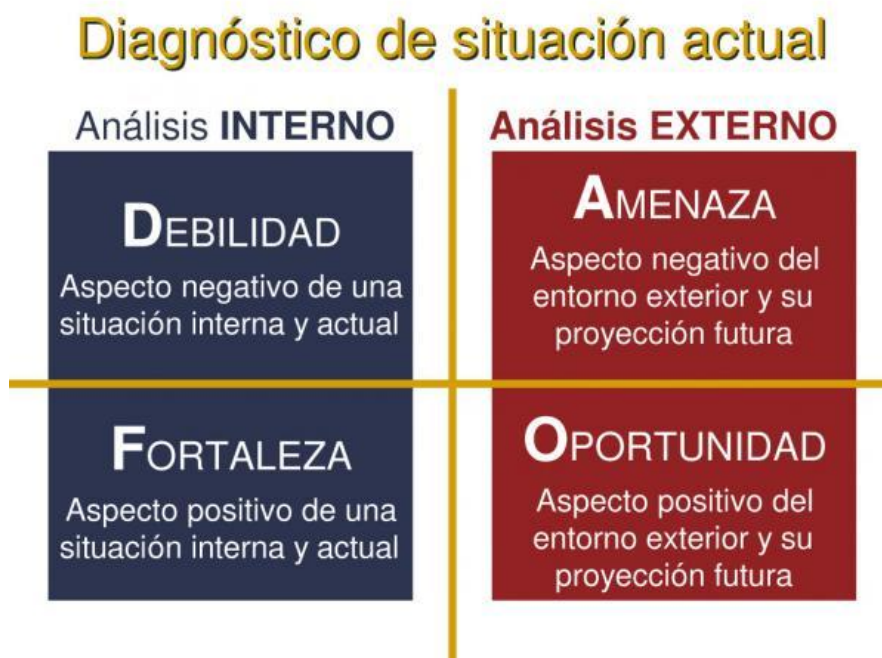 Diagnóstico de situación actual
Análisis INTERNO
DEBILIDAD
Aspecto negativo de una
situación interna y actual
FORTALEZA
Aspecto positivo de una
situación interna y actual
Análisis EXTERNO
AMENAZA
Aspecto negativo del
entorno exterior y su
proyección futura
OPORTUNIDAD
Aspecto positivo del
entorno exterior y su
proyección futura